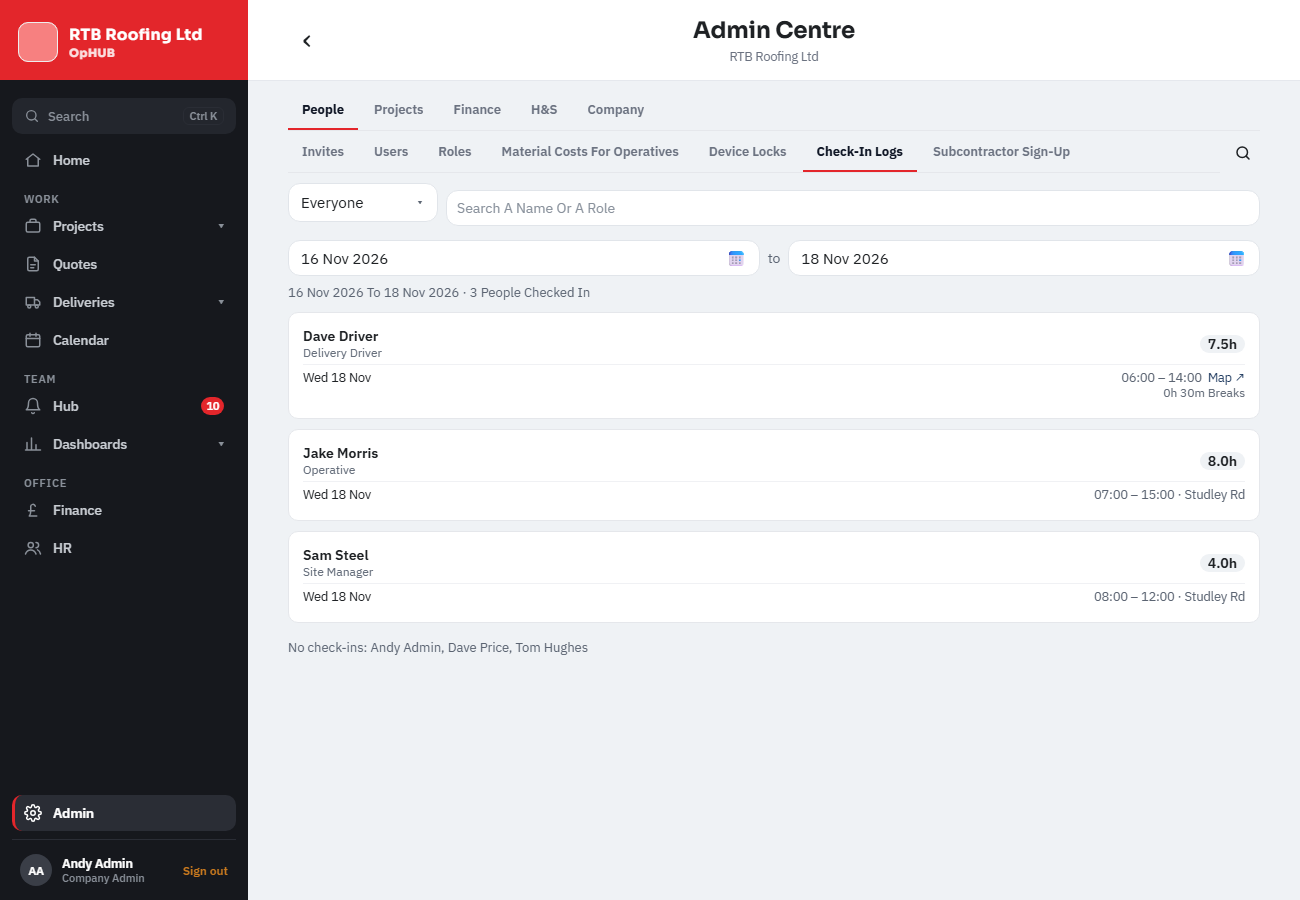 RTB Roofing Ltd
OpHUB
Search Ctrl K
Home
WORK
Projects
Quotes
Deliveries
Calendar
TEAM
Hub 10
Dashboards
OFFICE
Finance
HR
Admin
AA
Andy Admin
Company Admin
Sign out
Admin Centre
RTB Roofing Ltd
People Projects Finance H&S Company
Invites Users Roles Material Costs For Operatives Device Locks Check-In Logs Subcontractor Sign-Up
Everyone
Search A Name Or A Role
16 Nov 2026 to 18 Nov 2026
16 Nov 2026 To 18 Nov 2026 · 3 People Checked In
Dave Driver
Delivery Driver
7.5h
Wed 18 Nov 06:00 – 14:00 Map ↗
0h 30m Breaks
Jake Morris
Operative
8.0h
Wed 18 Nov 07:00 – 15:00 · Studley Rd
Sam Steel
Site Manager
4.0h
Wed 18 Nov 08:00 – 12:00 · Studley Rd
No check-ins: Andy Admin, Dave Price, Tom Hughes